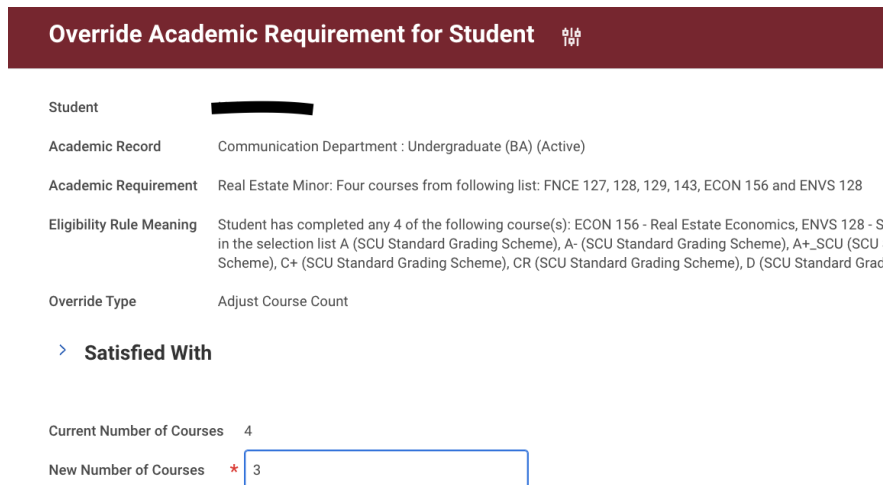 Override Academic Requirement for Student
Student
Academic Record Communication Department : Undergraduate (BA) (Active)
Academic Requirement Real Estate Minor: Four courses from following list: FNCE 127, 128, 129, 143, ECON 156 and ENVS 128
Eligibility Rule Meaning Student has completed any 4 of the following course(s): ECON 156 - Real Estate Economics, ENVS 128 - S
in the selection list A (SCU Standard Grading Scheme), A- (SCU Standard Grading Scheme), A+_SCU (SCU
Scheme), C+ (SCU Standard Grading Scheme), CR (SCU Standard Grading Scheme), D (SCU Standard Grad
Override Type Adjust Course Count
Satisfied With
Current Number of Courses 4
New Number of Courses * 3